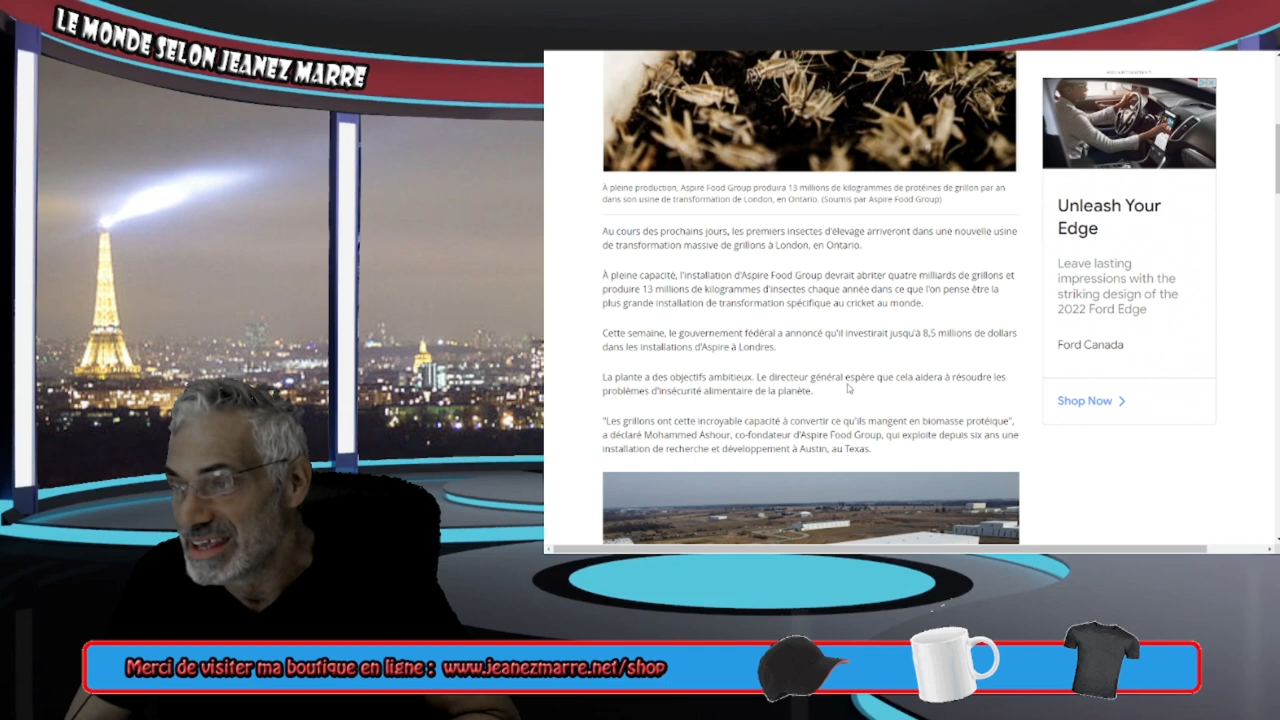 LE MONDE SELON JEANEZ MARRE
À pleine production, Aspire Food Group produira 13 millions de kilogrammes de protéines de grillon par an
dans son usine de transformation de London, en Ontario. (Soumis par Aspire Food Group)
Au cours des prochains jours, les premiers insectes d'élevage arriveront dans une nouvelle usine
de transformation massive de grillons à London, en Ontario.
À pleine capacité, l'installation d'Aspire Food Group devrait abriter quatre milliards de grillons et
produire 13 millions de kilogrammes d'insectes chaque année dans ce que l'on pense être la
plus grande installation de transformation spécifique au cricket au monde.
Cette semaine, le gouvernement fédéral a annoncé qu'il investirait jusqu'à 8,5 millions de dollars
dans les installations d'Aspire à Londres.
La plante a des objectifs ambitieux. Le directeur général espère que cela aidera à résoudre les
problèmes d'insécurité alimentaire de la planète.
"Les grillons ont cette incroyable capacité à convertir ce qu'ils mangent en biomasse protéique",
a déclaré Mohammed Ashour, co-fondateur d'Aspire Food Group, qui exploite depuis six ans une
installation de recherche et développement à Austin, au Texas.
Unleash Your
Edge
Leave lasting
impressions with the
striking design of the
2022 Ford Edge
Ford Canada
Shop Now
Merci de visiter ma boutique en ligne : www.jeanezmarre.net/shop